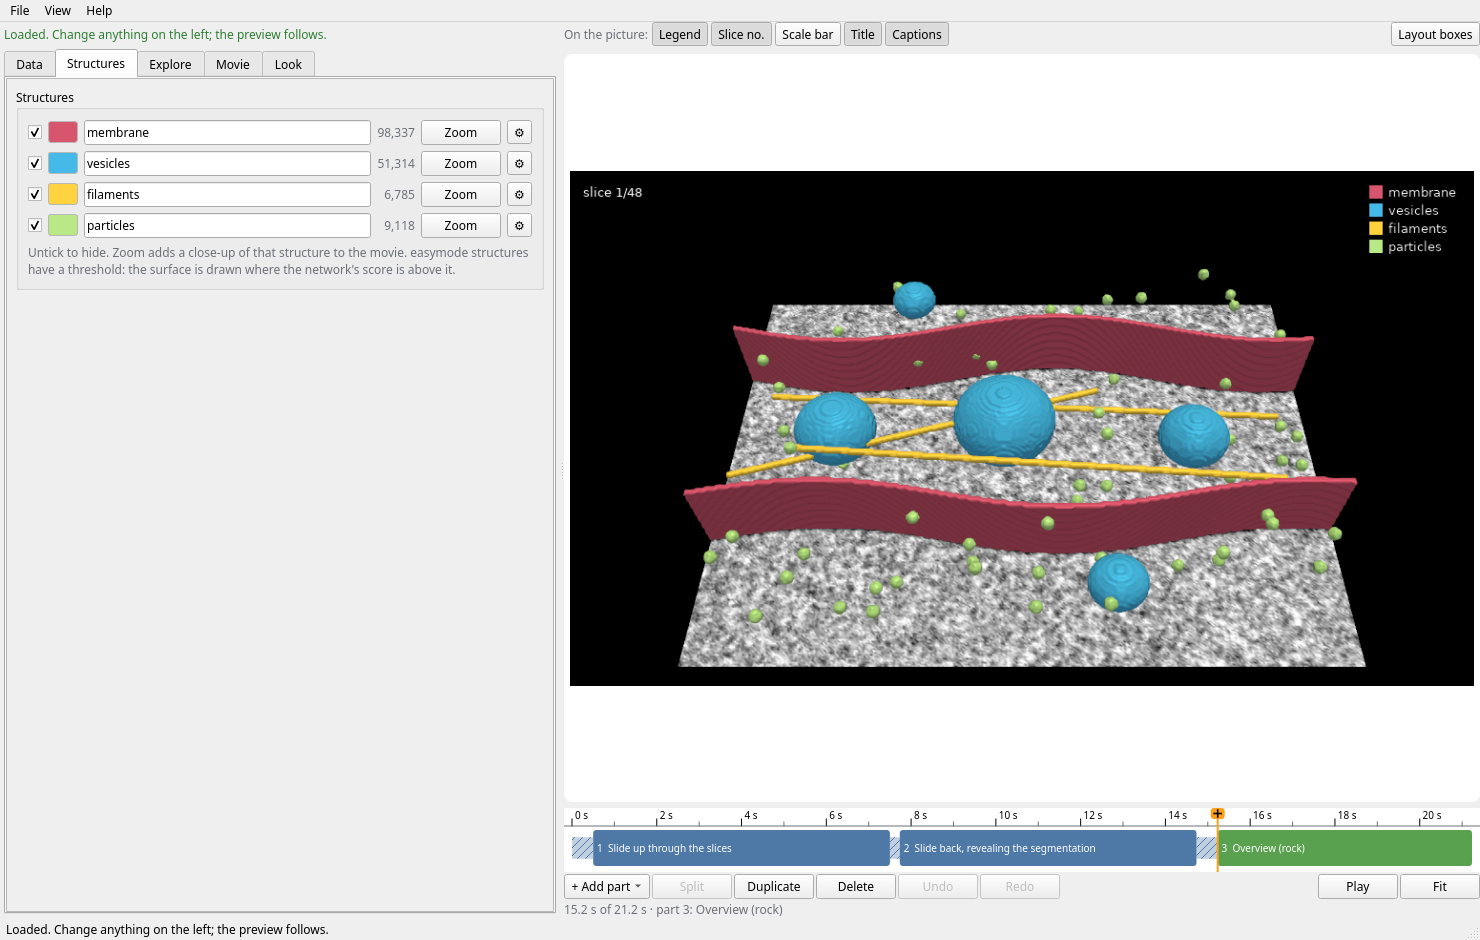 File View Help
Loaded. Change anything on the left; the preview follows.
On the picture: Legend Slice no. Scale bar Title Captions Layout boxes
Data Structures Explore Movie Look
Structures
membrane 98,337 Zoom
vesicles 51,314 Zoom
filaments 6,785 Zoom
particles 9,118 Zoom
Untick to hide. Zoom adds a close-up of that structure to the movie. easymode structures
have a threshold: the surface is drawn where the network's score is above it.
slice 1/48
membrane
vesicles
filaments
particles
0 s 2 s 4 s 6 s 8 s 10 s 12 s 14 s 16 s 18 s 20 s
1 Slide up through the slices
2 Slide back, revealing the segmentation
3 Overview (rock)
+ Add part Split Duplicate Delete Undo Redo Play Fit
15.2 s of 21.2 s · part 3: Overview (rock)
Loaded. Change anything on the left; the preview follows.